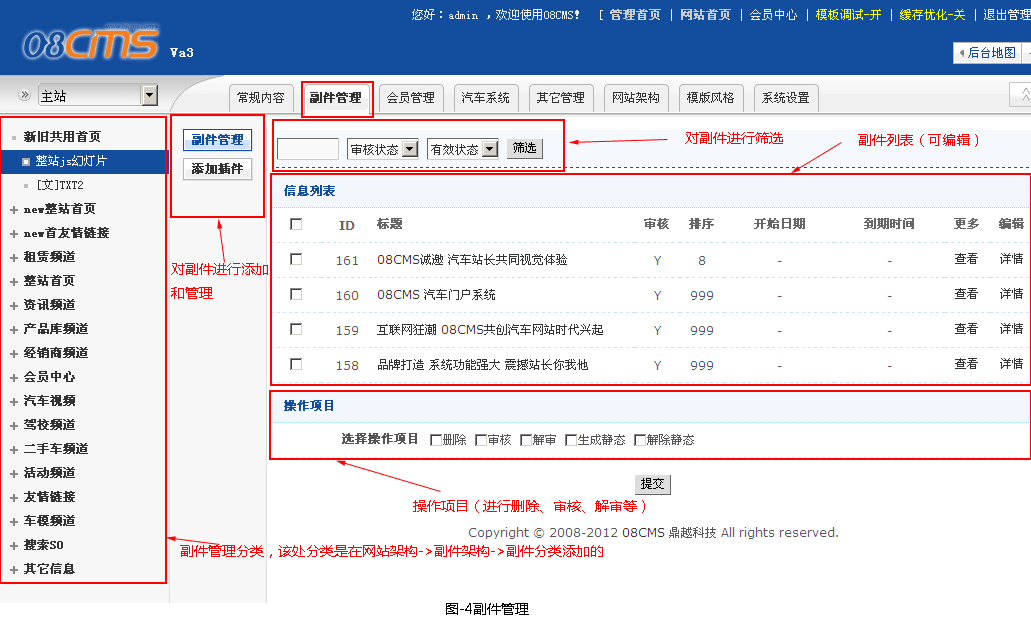 您好：admin ，欢迎使用08CMS! [ 管理首页 | 网站首页 | 会员中心 | 模板调试-开 | 缓存优化-关 | 退出管理
08CMS Va3
后台地图
主站
常规内容 副件管理 会员管理 汽车系统 其它管理 网站架构 模版风格 系统设置
新旧共用首页
整站js幻灯片
[文]TXT2
new整站首页
new首友情链接
租赁频道
整站首页
资讯频道
产品库频道
经销商频道
会员中心
汽车视频
驾校频道
二手车频道
活动频道
友情链接
车模频道
搜索SO
其它信息
副件管理
添加插件
对副件进行添加
和管理
审核状态 有效状态 筛选
对副件进行筛选
副件列表（可编辑）
信息列表
ID 标题 审核 排序 开始日期 到期时间 更多 编辑
161 08CMS诚邀 汽车站长共同视觉体验 Y 8 - - 查看 详情
160 08CMS 汽车门户系统 Y 999 - - 查看 详情
159 互联网狂潮 08CMS共创汽车网站时代兴起 Y 999 - - 查看 详情
158 品牌打造 系统功能强大 震撼站长你我他 Y 999 - - 查看 详情
操作项目
选择操作项目 删除 审核 解审 生成静态 解除静态
提交
操作项目（进行删除、审核、解审等）
Copyright © 2008-2012 08CMS 鼎越科技 All rights reserved.
副件管理分类，该处分类是在网站架构->副件架构->副件分类添加的
图-4副件管理